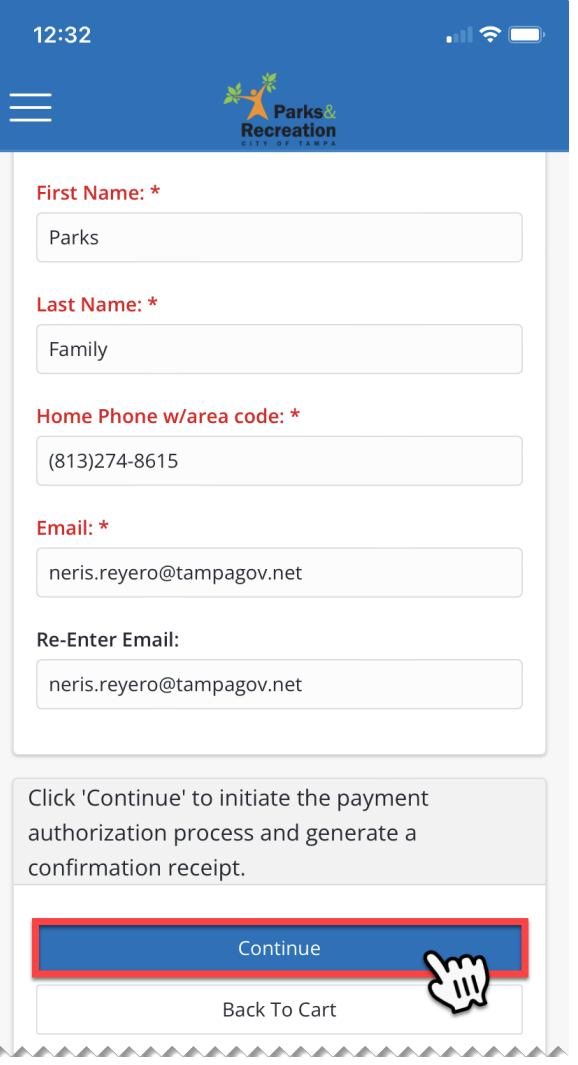 12:32
Parks&
Recreation
CITY OF TAMPA
First Name: *
Parks
Last Name: *
Family
Home Phone w/area code: *
(813)274-8615
Email: *
neris.reyero@tampagov.net
Re-Enter Email:
neris.reyero@tampagov.net
Click 'Continue' to initiate the payment
authorization process and generate a
confirmation receipt.
Continue
Back To Cart